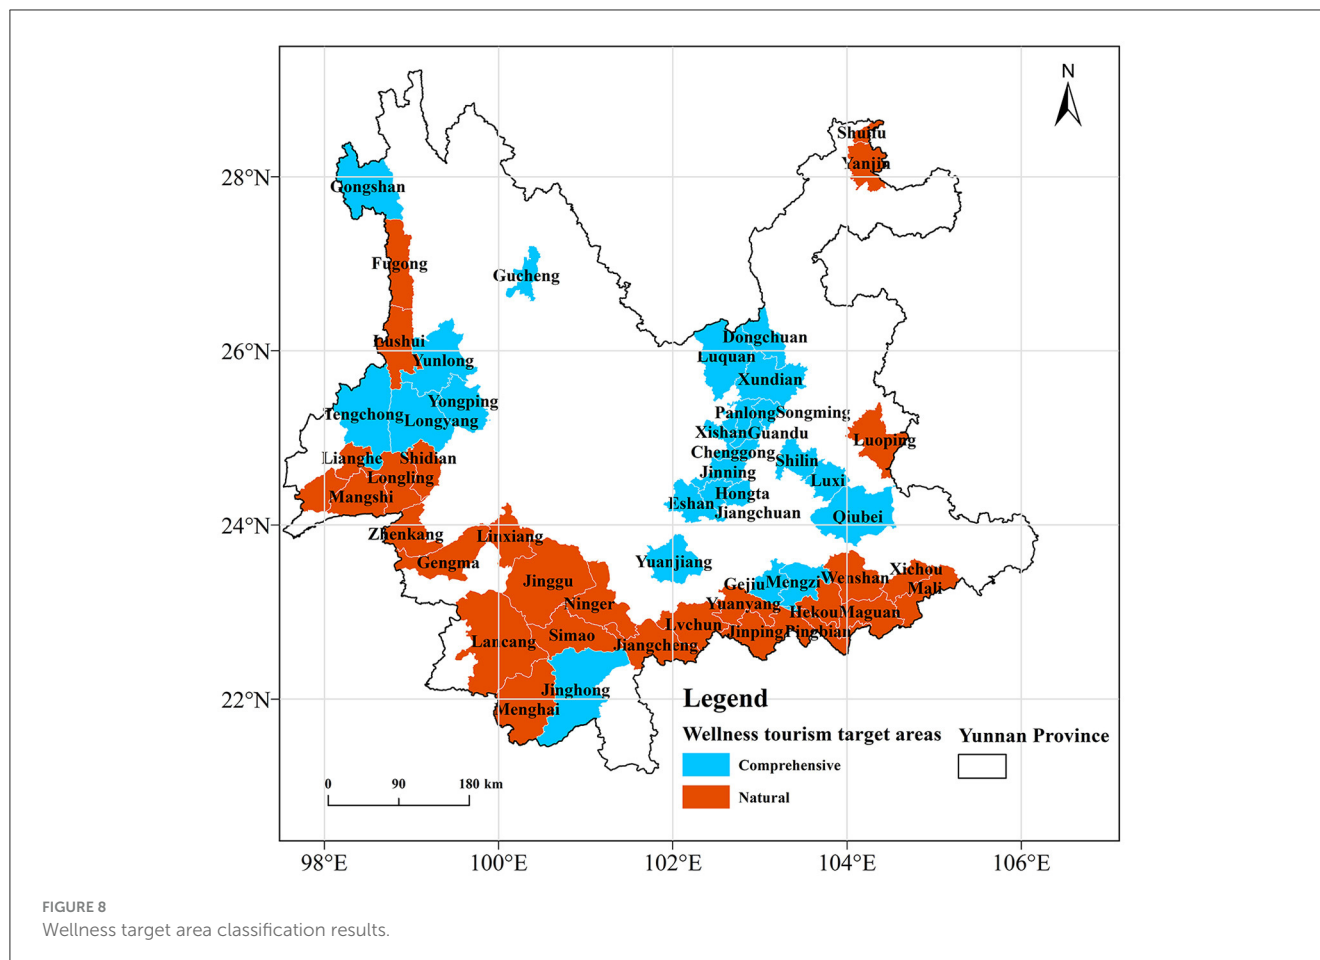 N
28°N
26°N
24°N
22°N
98°E
100°E
102°E
104°E
106°E
Shuifu
Yanjin
Gongshan
Fugong
Gucheng
Lushui
Yunlong
Dongchuan
Luquan
Xundian
Yongping
Tengchong
Longyang
PanlongSongming
XishanGuandu
Luoping
Chenggong
Lianghe
Shidian
Shilin
Longling
Jinning
Luxi
Mangshi
Hongta
Eshan
Jiangchuan
Qiubei
Zhenkang
Linxiang
Gengma
Yuanjiang
Jinggu
Gejiu
Mengzi
Wenshan
Xichou
Mali
Ninger
Yuanyang
Hekou
Maguan
Lvchun
Simao
Lancang
Jiangcheng
Jinping
Pingbian
Jinghong
Menghai
Legend
Wellness tourism target areas
Yunnan Province
Comprehensive
Natural
0 90 180 km
FIGURE 8
Wellness target area classification results.